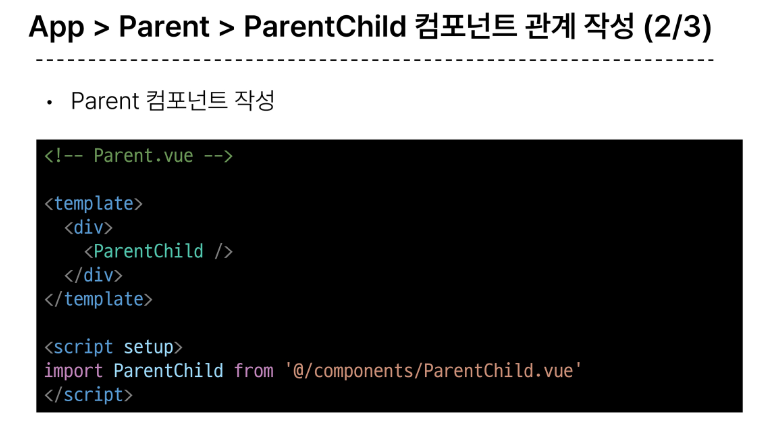 App > Parent > ParentChild 컴포넌트 관계 작성 (2/3)
• Parent 컴포넌트 작성
<!-- Parent.vue -->
<template>
  <div>
    <ParentChild />
  </div>
</template>
<script setup>
import ParentChild from '@/components/ParentChild.vue'
</script>